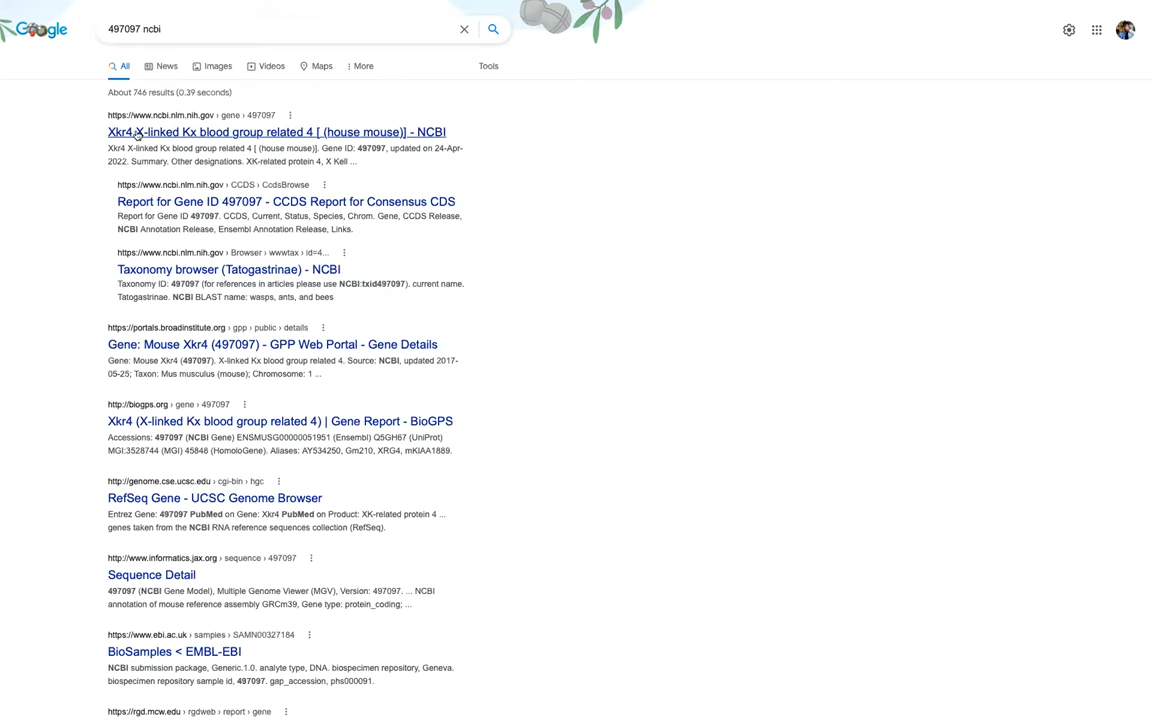 Google
497097 ncbi
All News Images Videos Maps More Tools
About 746 results (0.39 seconds)
https://www.ncbi.nlm.nih.gov › gene › 497097
Xkr4 X-linked Kx blood group related 4 [ (house mouse)] - NCBI
Xkr4 X-linked Kx blood group related 4 [ (house mouse)]. Gene ID: 497097, updated on 24-Apr-
2022. Summary. Other designations. XK-related protein 4, X Kell ...
https://www.ncbi.nlm.nih.gov › CCDS › CcdsBrowse
Report for Gene ID 497097 - CCDS Report for Consensus CDS
Report for Gene ID 497097. CCDS, Current, Status, Species, Chrom. Gene, CCDS Release,
NCBI Annotation Release, Ensembl Annotation Release, Links.
https://www.ncbi.nlm.nih.gov › Browser › wwwtax › id=4...
Taxonomy browser (Tatogastrinae) - NCBI
Taxonomy ID: 497097 (for references in articles please use NCBI:txid497097). current name.
Tatogastrinae. NCBI BLAST name: wasps, ants, and bees
https://portals.broadinstitute.org › gpp › public › details
Gene: Mouse Xkr4 (497097) - GPP Web Portal - Gene Details
Gene: Mouse Xkr4 (497097). X-linked Kx blood group related 4. Source: NCBI, updated 2017-
05-25; Taxon: Mus musculus (mouse); Chromosome: 1 ...
http://biogps.org › gene › 497097
Xkr4 (X-linked Kx blood group related 4) | Gene Report - BioGPS
Accessions: 497097 (NCBI Gene) ENSMUSG00000051951 (Ensembl) Q5GH67 (UniProt)
MGI:3528744 (MGI) 45848 (HomoloGene). Aliases: AY534250, Gm210, XRG4, mKIAA1889.
http://genome.cse.ucsc.edu › cgi-bin › hgc
RefSeq Gene - UCSC Genome Browser
Entrez Gene: 497097 PubMed on Gene: Xkr4 PubMed on Product: XK-related protein 4 ...
genes taken from the NCBI RNA reference sequences collection (RefSeq).
http://www.informatics.jax.org › sequence › 497097
Sequence Detail
497097 (NCBI Gene Model), Multiple Genome Viewer (MGV), Version: 497097. ... NCBI
annotation of mouse reference assembly GRCm39, Gene type: protein_coding; ...
https://www.ebi.ac.uk › samples › SAMN00327184
BioSamples < EMBL-EBI
NCBI submission package, Generic.1.0. analyte type, DNA. biospecimen repository, Geneva.
biospecimen repository sample id, 497097. gap_accession, phs000091.
https://rgd.mcw.edu › rgdweb › report › gene